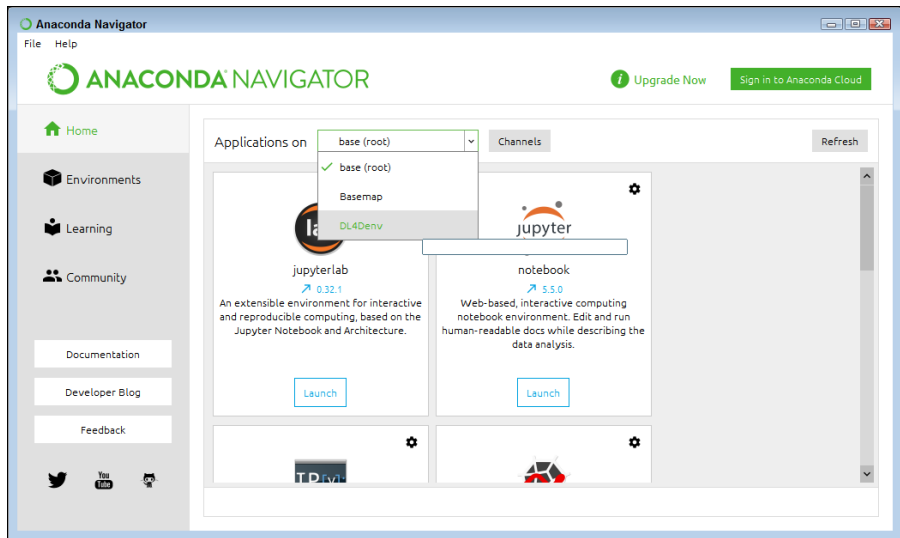 Anaconda Navigator
File Help
ANACONDA NAVIGATOR
i Upgrade Now
Sign in to Anaconda Cloud
Home
Environments
Learning
Community
Documentation
Developer Blog
Feedback
You
Tube
Applications on base (root) Channels Refresh
base (root)
Basemap
DL4Denv
jupyter
jupyterlab
0.32.1
An extensible environment for interactive
and reproducible computing, based on the
Jupyter Notebook and Architecture.
Launch
notebook
5.5.0
Web-based, interactive computing
notebook environment. Edit and run
human-readable docs while describing the
data analysis.
Launch